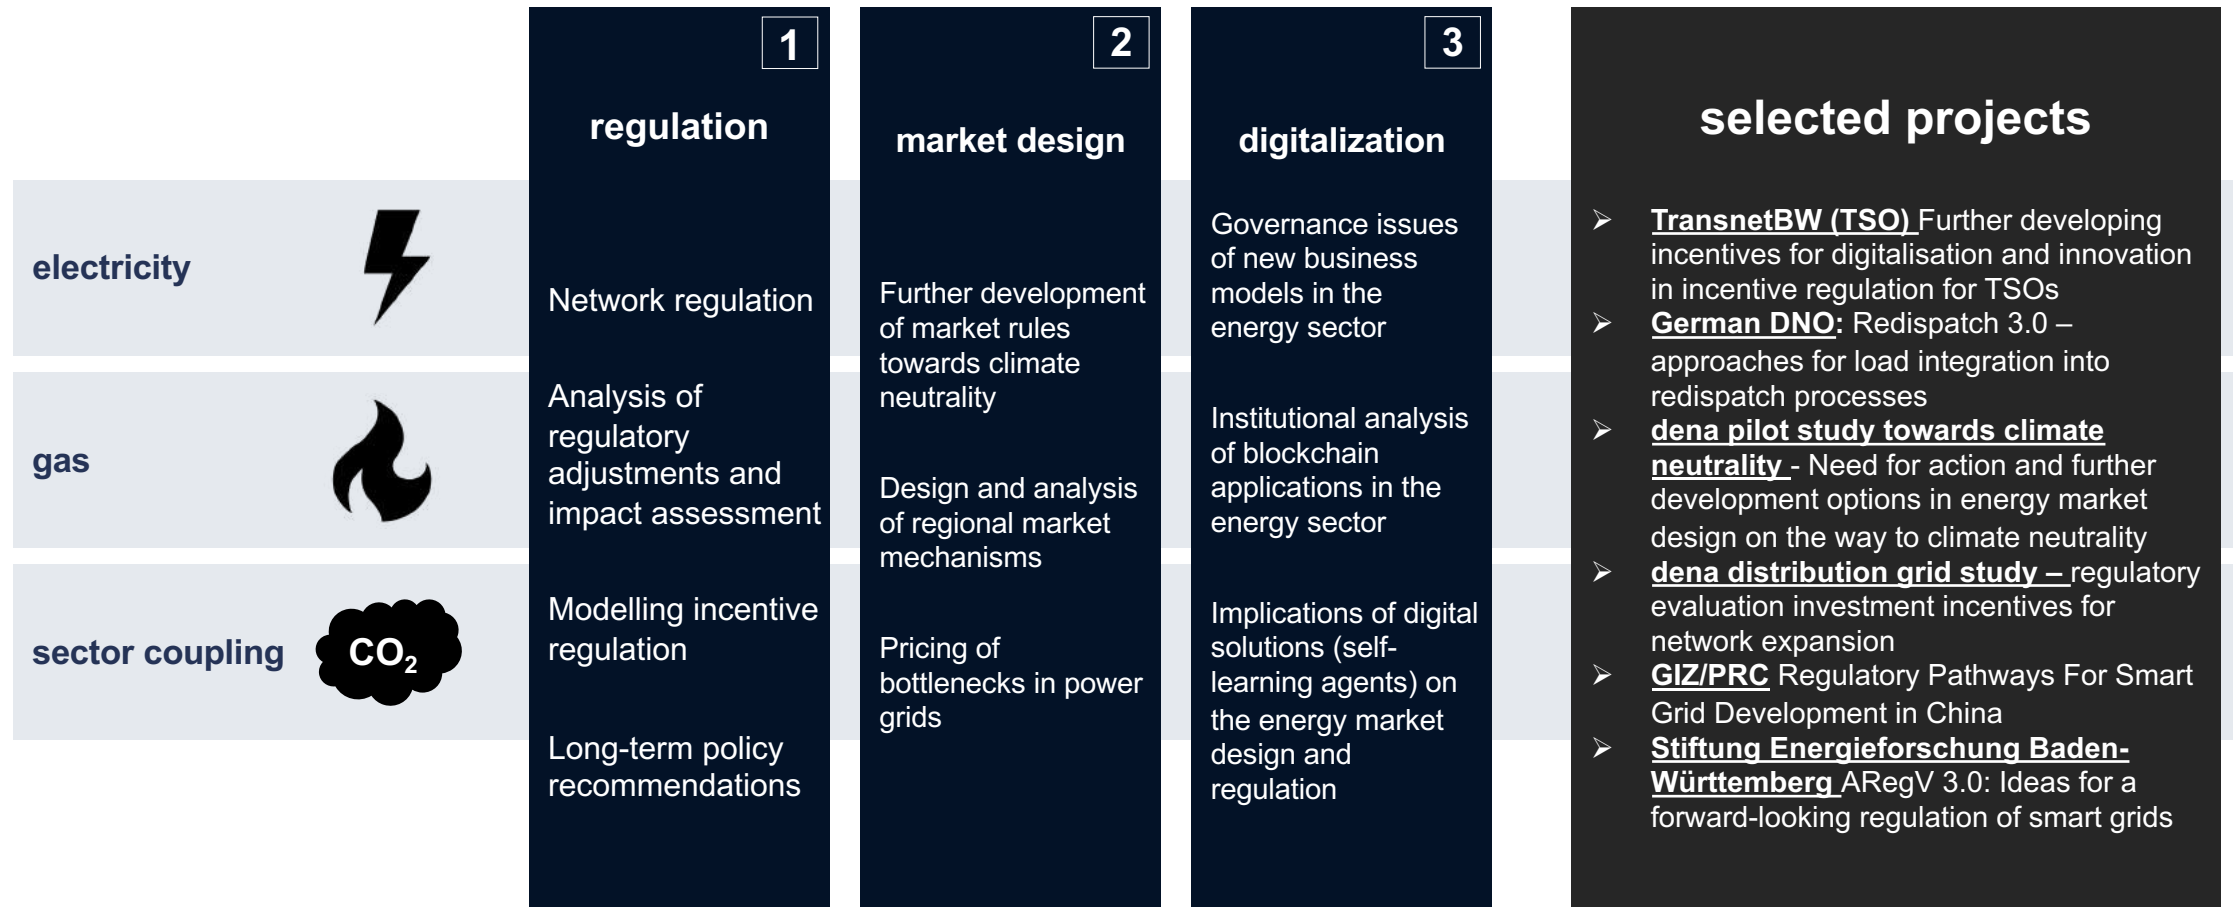 electricity
gas
sector coupling
CO2
1
regulation
Network regulation
Analysis of
regulatory
adjustments and
impact assessment
Modelling incentive
regulation
Long-term policy
recommendations
2
market design
Further development
of market rules
towards climate
neutrality
Design and analysis
of regional market
mechanisms
Pricing of
bottlenecks in power
grids
3
digitalization
Governance issues
of new business
models in the
energy sector
Institutional analysis
of blockchain
applications in the
energy sector
Implications of digital
solutions (self-
learning agents) on
the energy market
design and
regulation
selected projects
➢ TransnetBW (TSO) Further developing
incentives for digitalisation and innovation
in incentive regulation for TSOs
➢ German DNO: Redispatch 3.0 –
approaches for load integration into
redispatch processes
➢ dena pilot study towards climate
neutrality - Need for action and further
development options in energy market
design on the way to climate neutrality
➢ dena distribution grid study – regulatory
evaluation investment incentives for
network expansion
➢ GIZ/PRC Regulatory Pathways For Smart
Grid Development in China
➢ Stiftung Energieforschung Baden-
Württemberg ARegV 3.0: Ideas for a
forward-looking regulation of smart grids